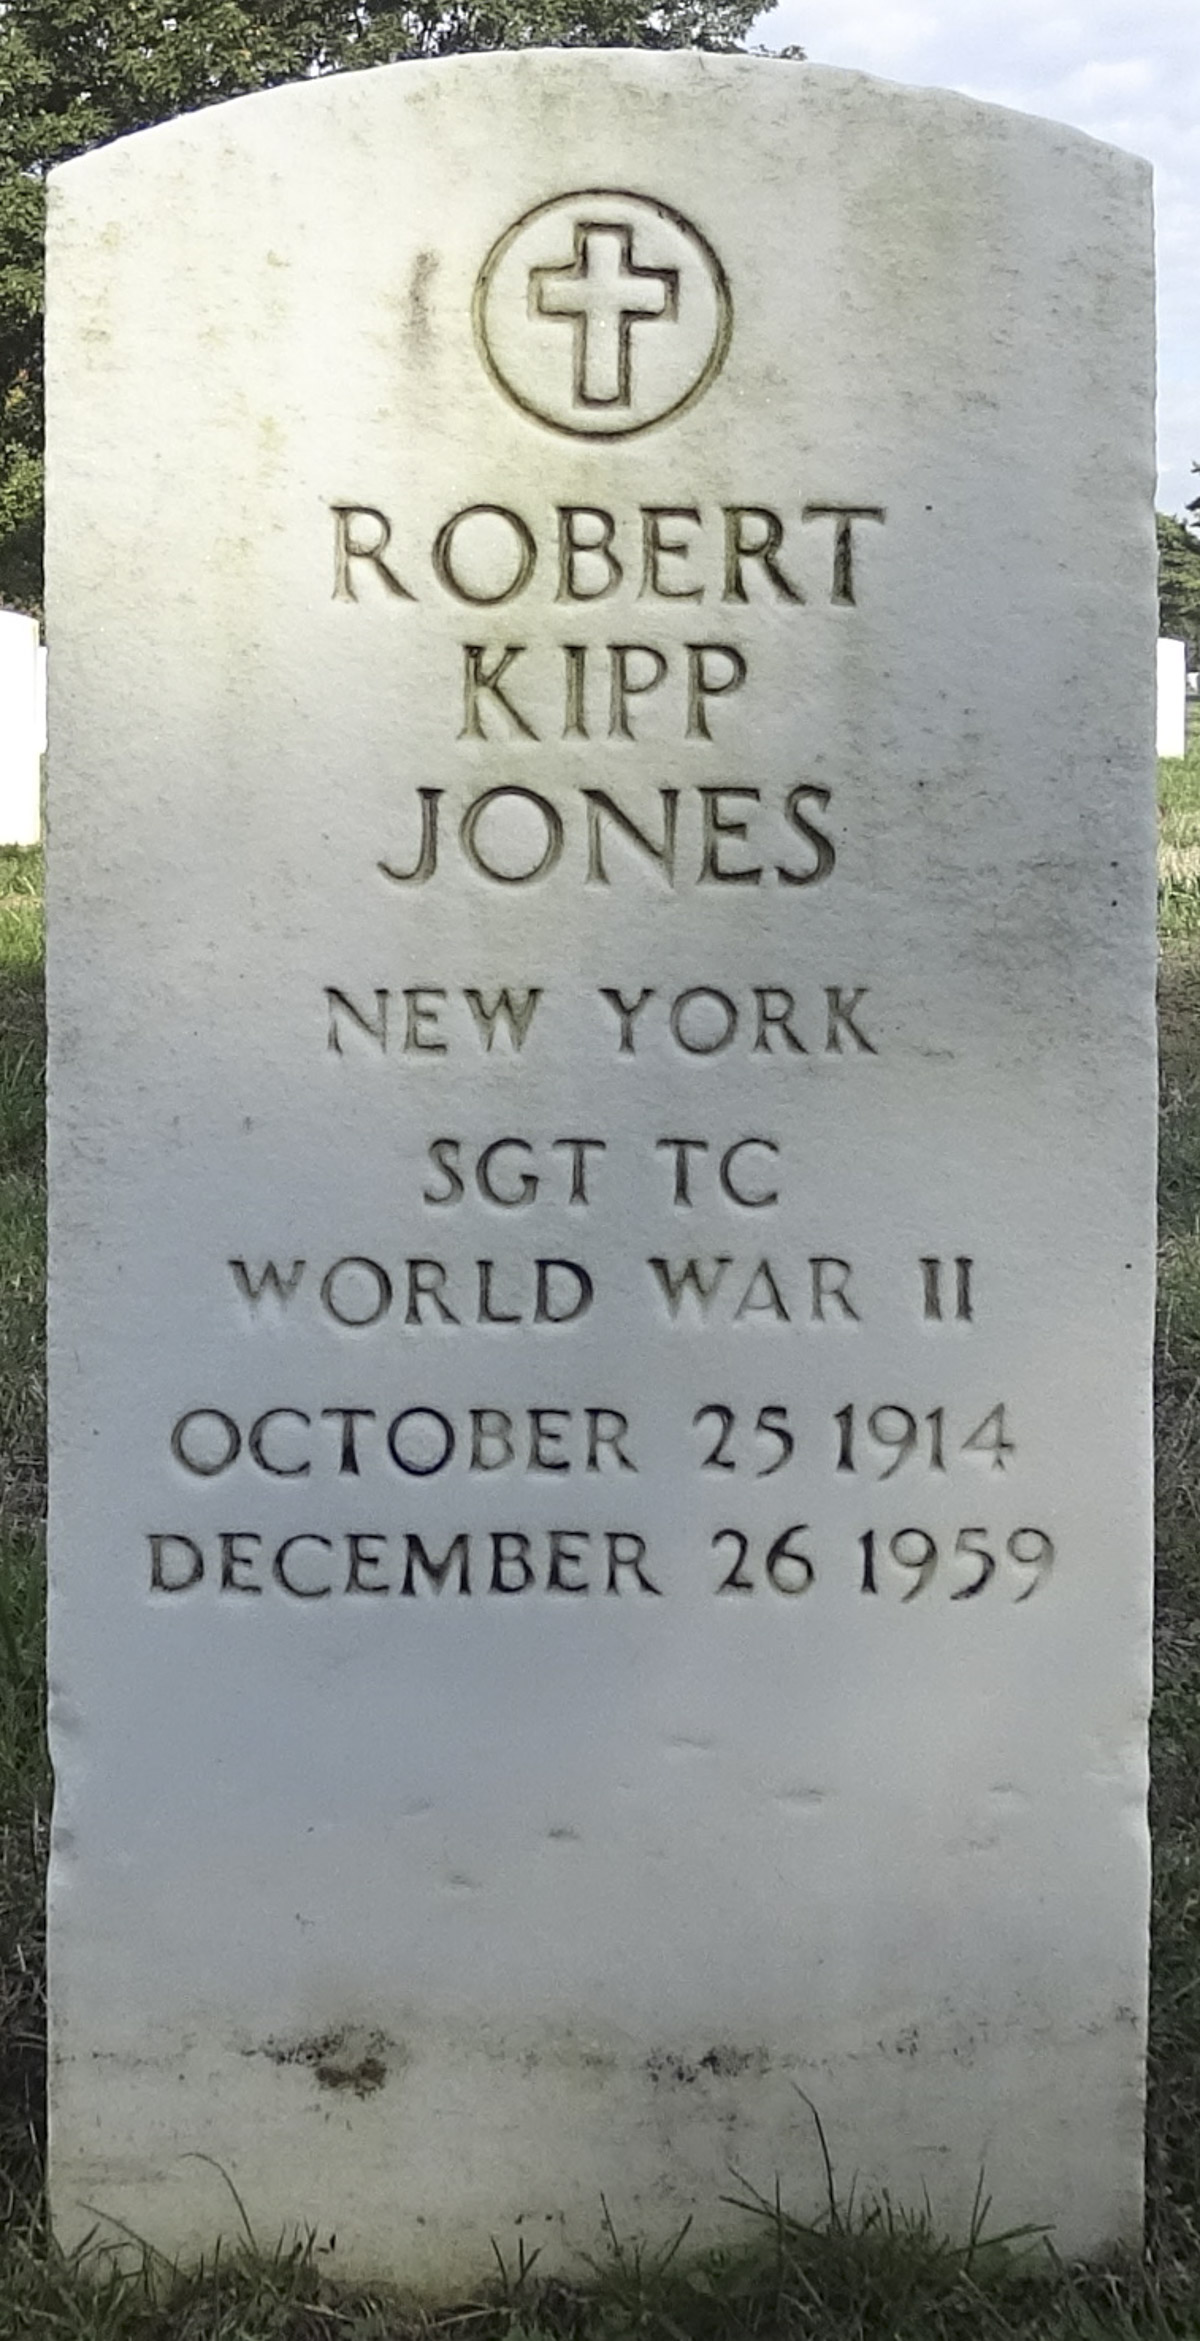 ROBERT
KIPP
JONES
NEW YORK
SGT TC
WORLD WAR II
OCTOBER 25 1914
DECEMBER 26 1959